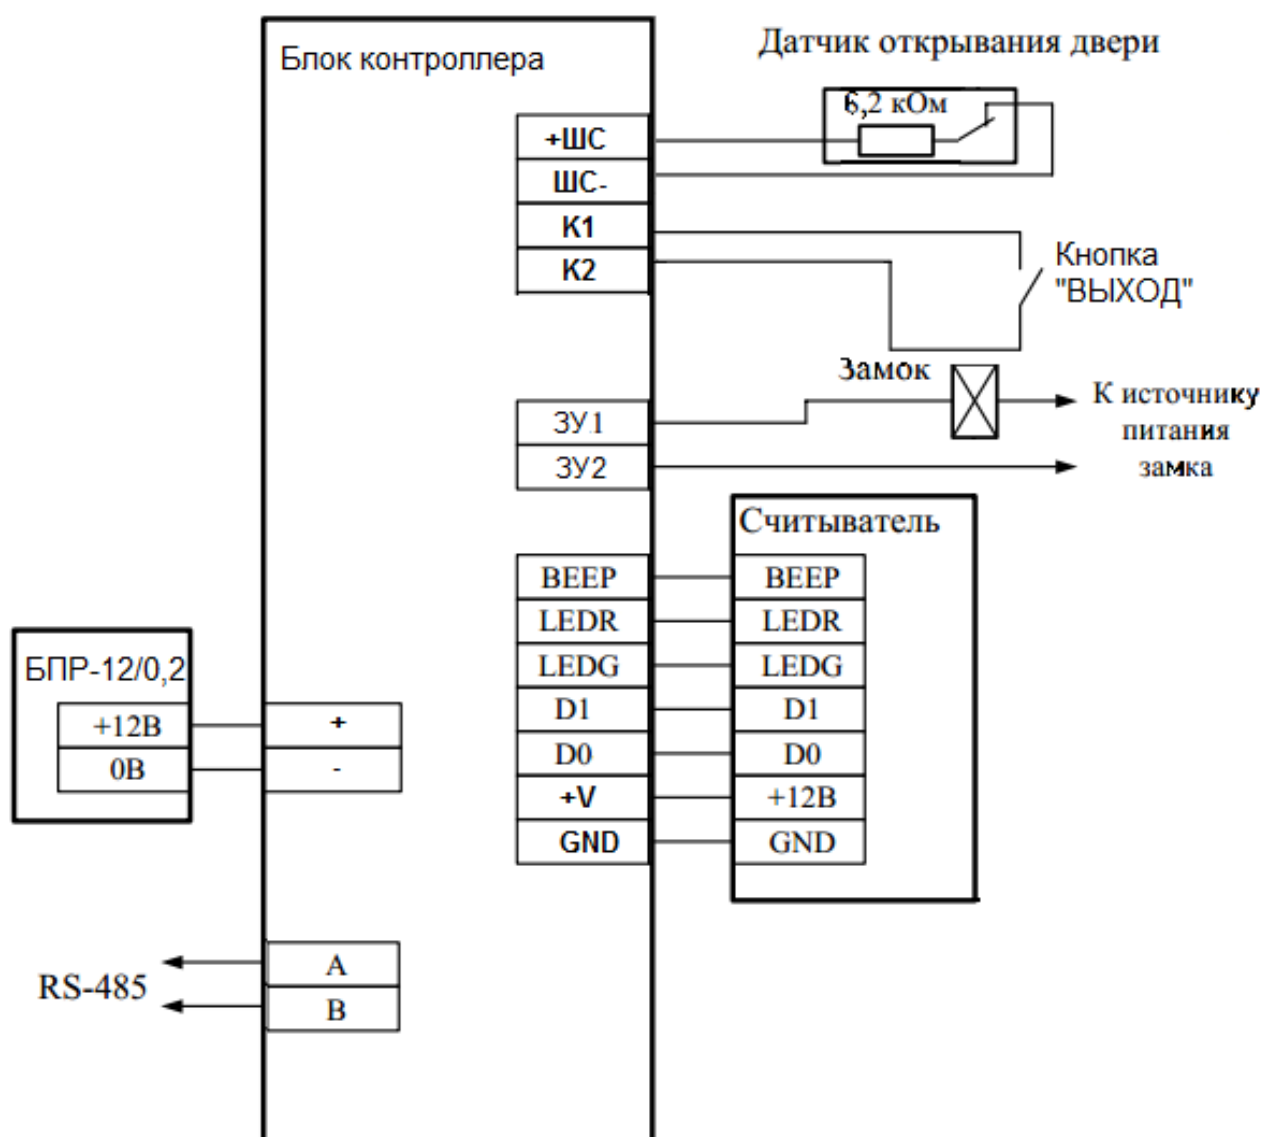 Блок контроллера
Датчик открывания двери
6,2 кОм
+ШС
ШС-
К1
К2
Кнопка
"ВЫХОД"
Замок
К источнику
питания
замка
ЗУ1
ЗУ2
Считыватель
BEEP
BEEP
LEDR
LEDR
LEDG
LEDG
D1
D1
D0
D0
+V
+12В
GND
GND
БПР-12/0,2
+12В
+
0В
-
RS-485
A
B